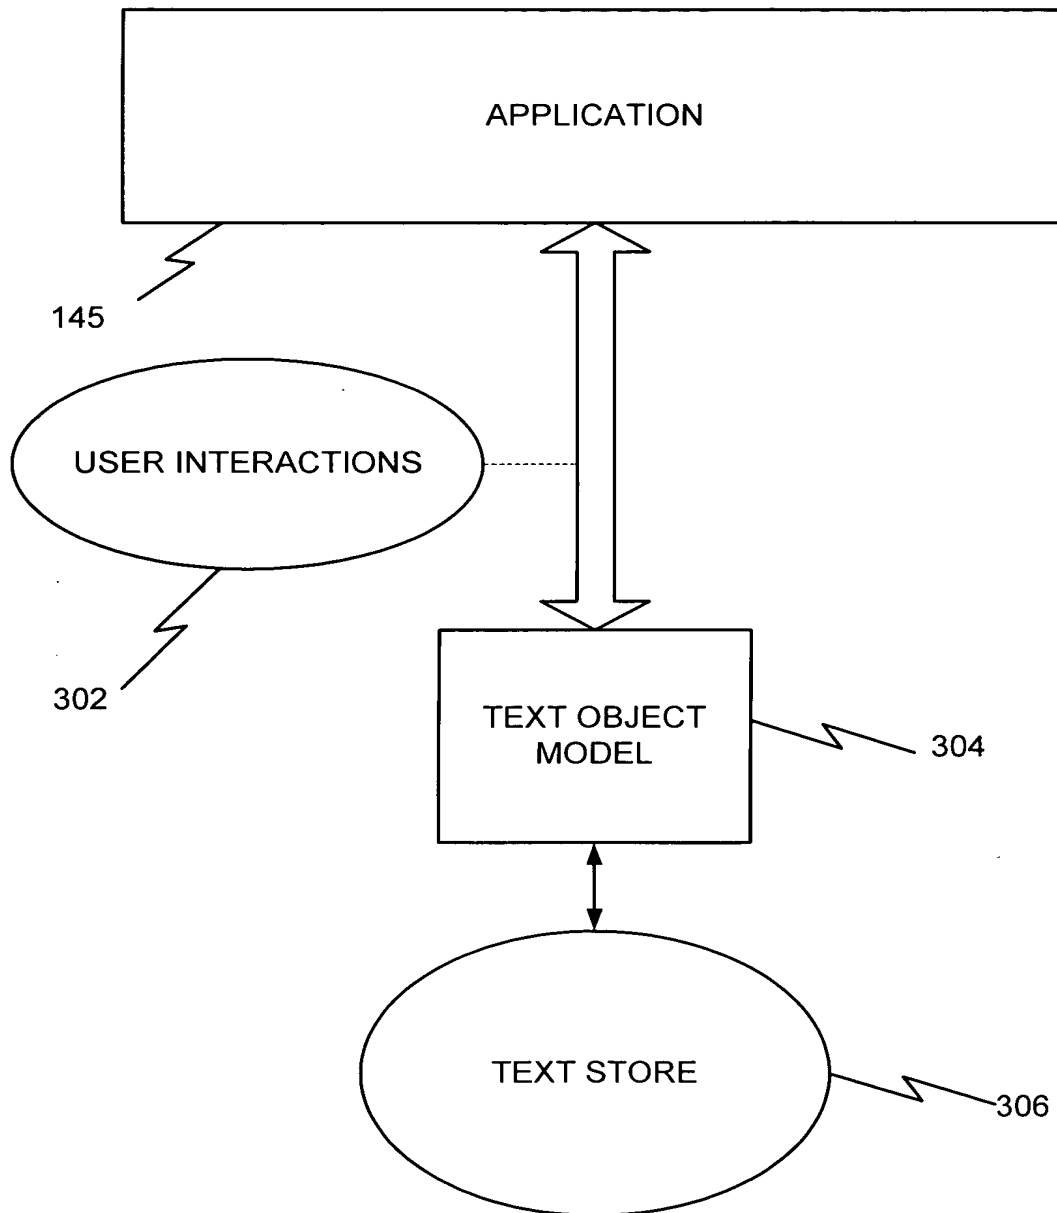 APPLICATION
145
USER INTERACTIONS
302
TEXT OBJECT
MODEL
304
TEXT STORE
306